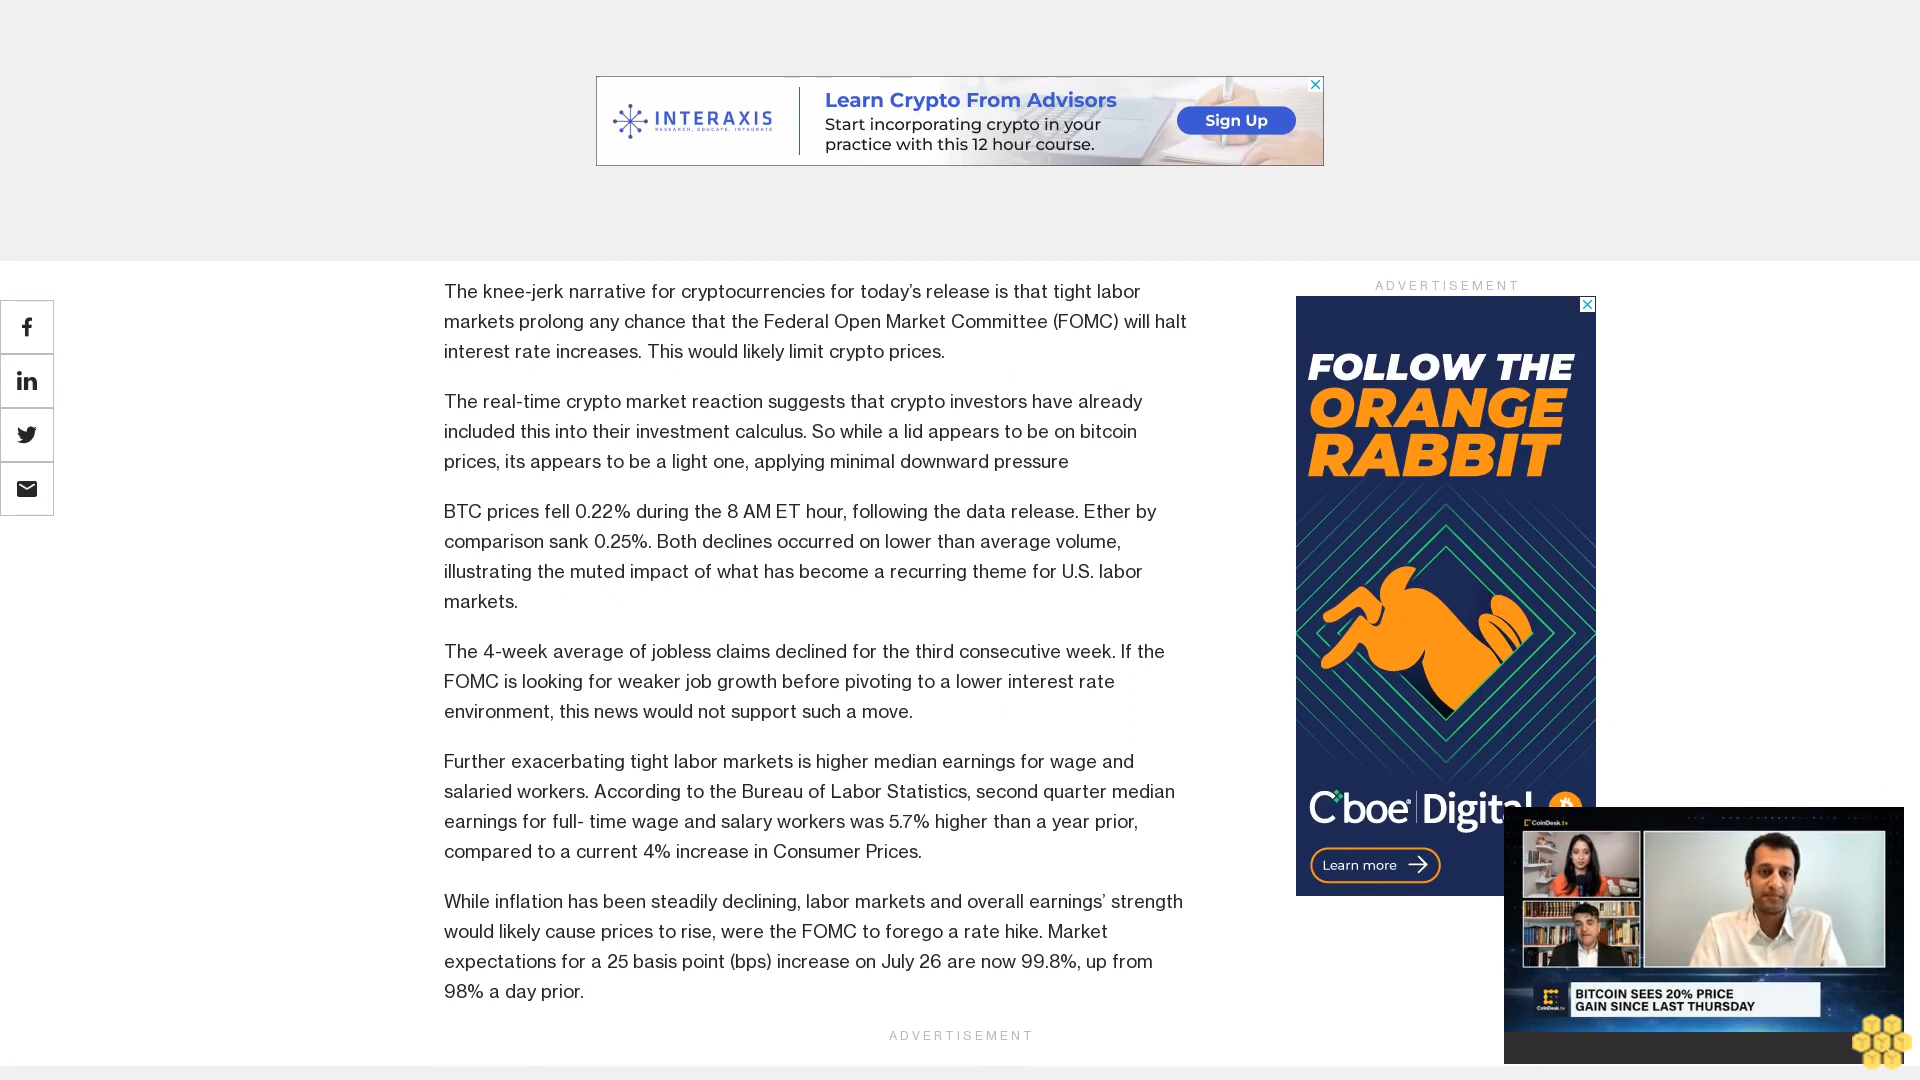 INTERAXIS
RESEARCH, EDUCATE, INTEGRATE
Learn Crypto From Advisors
Start incorporating crypto in your
practice with this 12 hour course.
Sign Up
The knee-jerk narrative for cryptocurrencies for today’s release is that tight labor
markets prolong any chance that the Federal Open Market Committee (FOMC) will halt
interest rate increases. This would likely limit crypto prices.
The real-time crypto market reaction suggests that crypto investors have already
included this into their investment calculus. So while a lid appears to be on bitcoin
prices, its appears to be a light one, applying minimal downward pressure
BTC prices fell 0.22% during the 8 AM ET hour, following the data release. Ether by
comparison sank 0.25%. Both declines occurred on lower than average volume,
illustrating the muted impact of what has become a recurring theme for U.S. labor
markets.
The 4-week average of jobless claims declined for the third consecutive week. If the
FOMC is looking for weaker job growth before pivoting to a lower interest rate
environment, this news would not support such a move.
Further exacerbating tight labor markets is higher median earnings for wage and
salaried workers. According to the Bureau of Labor Statistics, second quarter median
earnings for full- time wage and salary workers was 5.7% higher than a year prior,
compared to a current 4% increase in Consumer Prices.
While inflation has been steadily declining, labor markets and overall earnings’ strength
would likely cause prices to rise, were the FOMC to forego a rate hike. Market
expectations for a 25 basis point (bps) increase on July 26 are now 99.8%, up from
98% a day prior.
ADVERTISEMENT
ADVERTISEMENT
FOLLOW THE
ORANGE
RABBIT
Cboe Digital
Learn more
CoinDesk.tv
CoinDesk.tv
BITCOIN SEES 20% PRICE
GAIN SINCE LAST THURSDAY